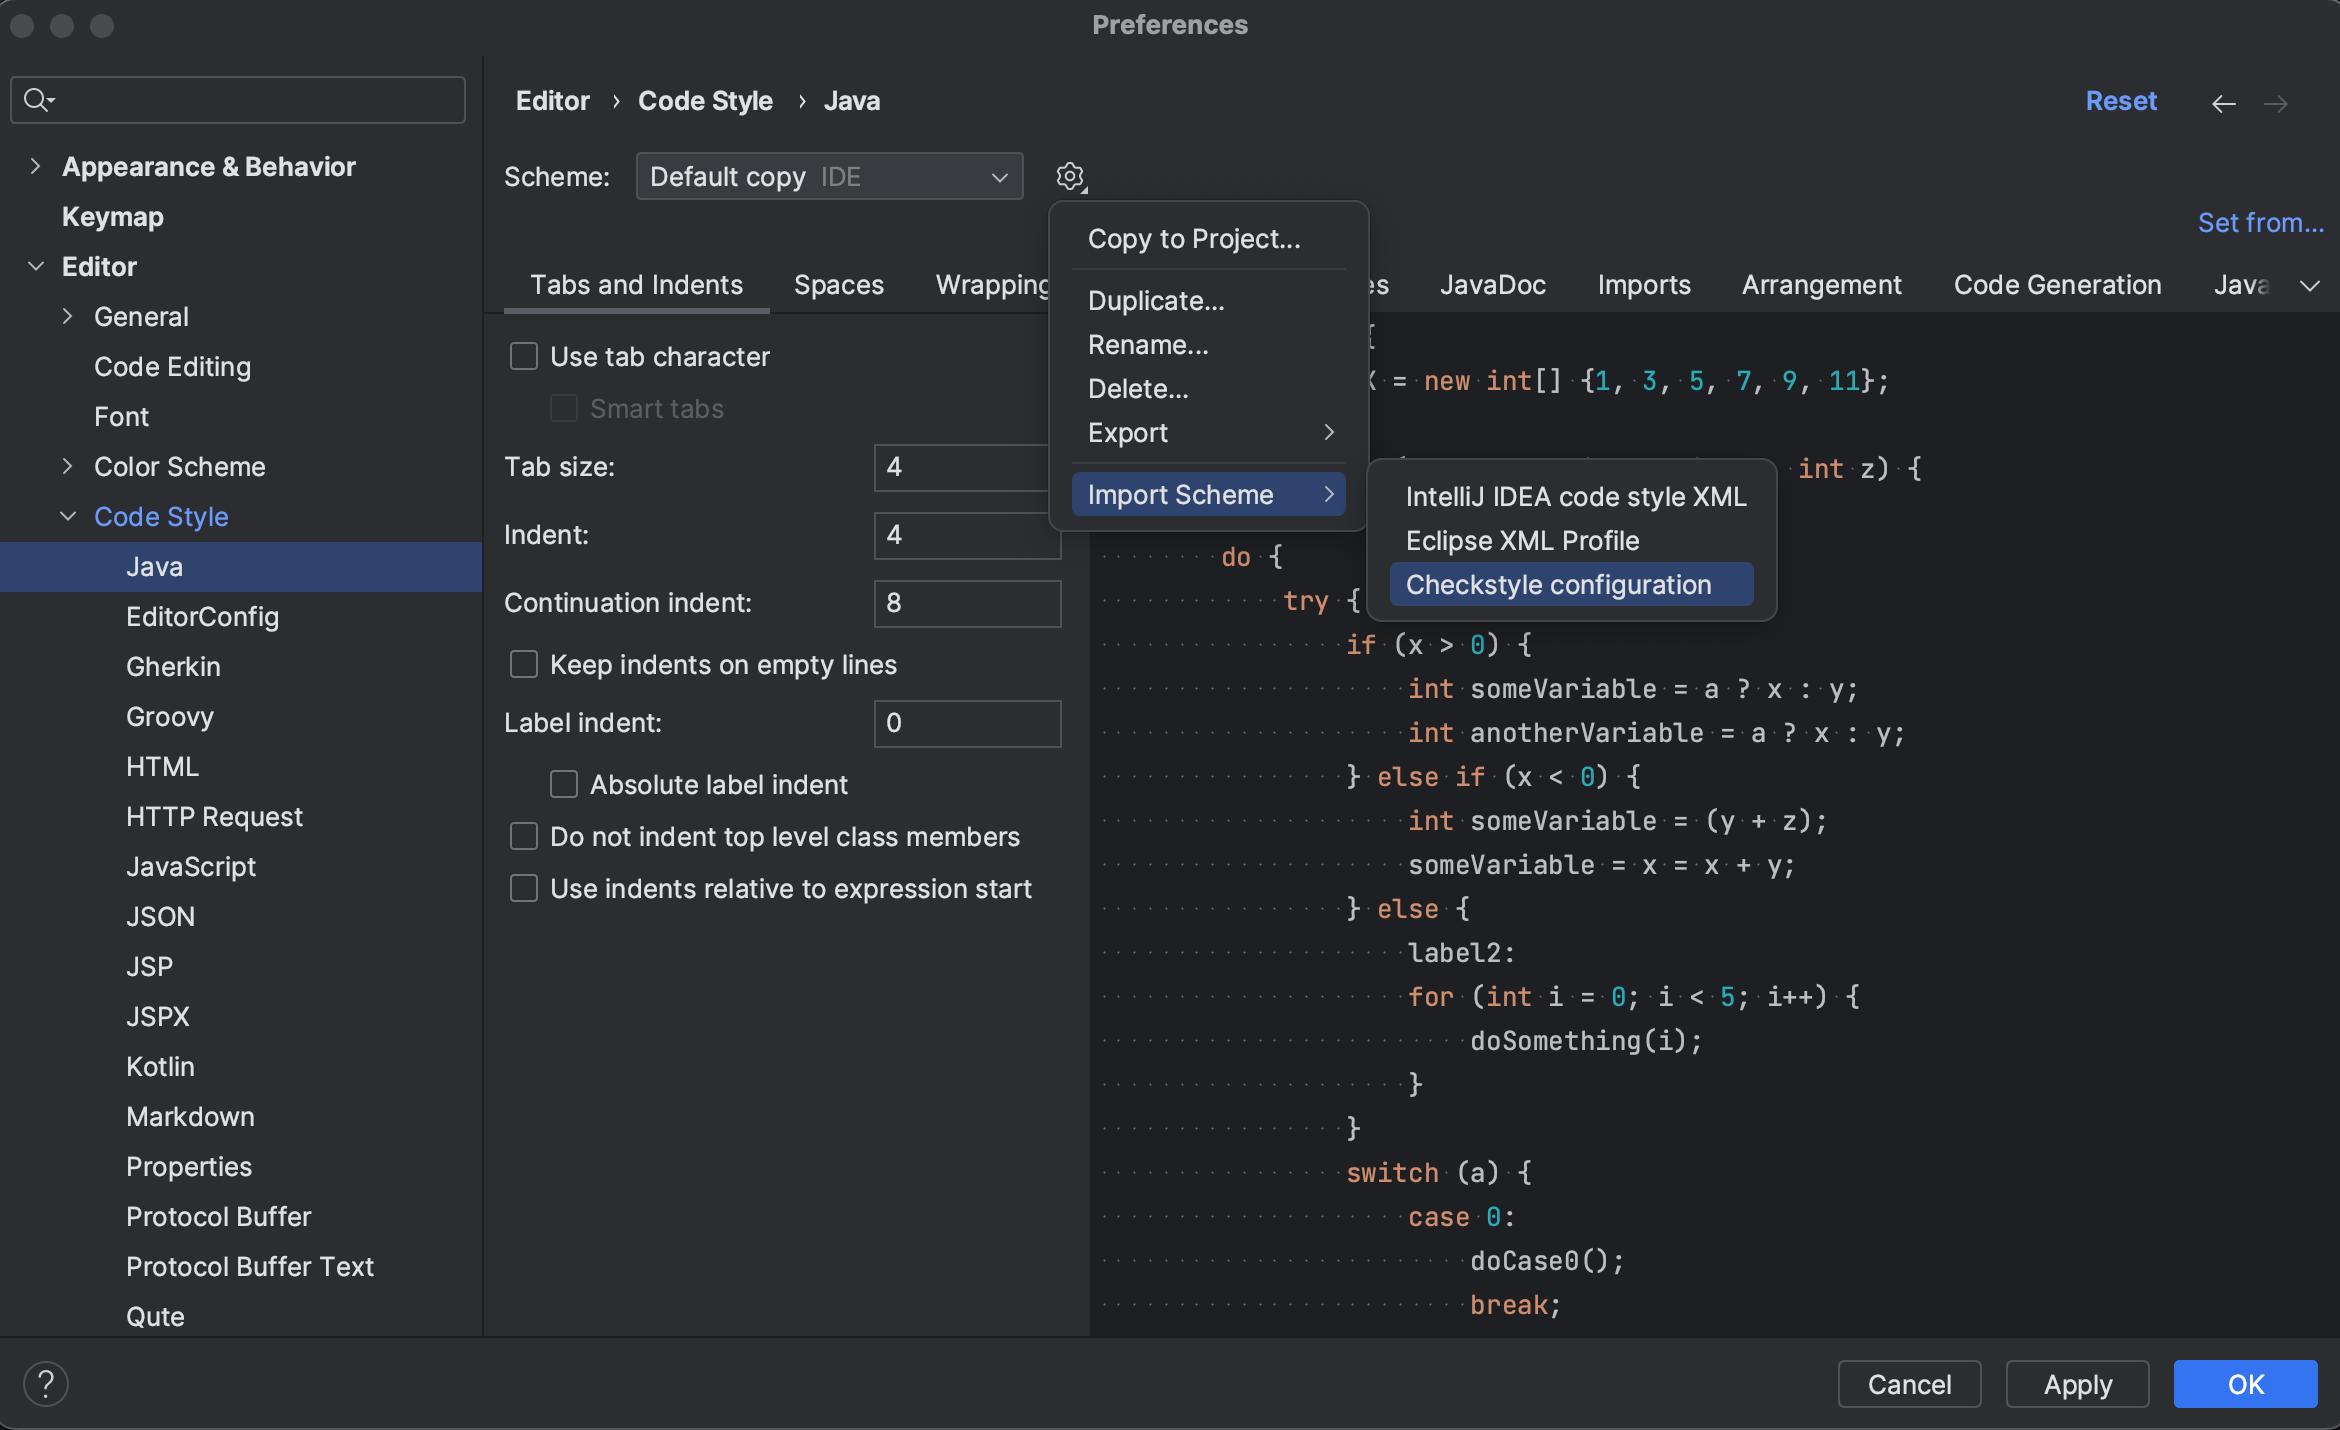 Preferences
Editor › Code Style › Java
Reset
Appearance & Behavior
Keymap
Editor
General
Code Editing
Font
Color Scheme
Code Style
Java
EditorConfig
Gherkin
Groovy
HTML
HTTP Request
JavaScript
JSON
JSP
JSPX
Kotlin
Markdown
Properties
Protocol Buffer
Protocol Buffer Text
Qute
Scheme: Default copy IDE
Set from...
Tabs and Indents Spaces Wrapping es JavaDoc Imports Arrangement Code Generation Java
Use tab character
Smart tabs
Tab size: 4
Indent: 4
Continuation indent: 8
Keep indents on empty lines
Label indent: 0
Absolute label indent
Do not indent top level class members
Use indents relative to expression start
Copy to Project...
Duplicate...
Rename...
Delete...
Export
Import Scheme
IntelliJ IDEA code style XML
Eclipse XML Profile
Checkstyle configuration
{
X = new int[] {1, 3, 5, 7, 9, 11};
int z) {
do {
try {
if (x > 0) {
int someVariable = a ? x : y;
int anotherVariable = a ? x : y;
} else if (x < 0) {
int someVariable = (y + z);
someVariable = x = x + y;
} else {
label2:
for (int i = 0; i < 5; i++) {
doSomething(i);
}
}
switch (a) {
case 0:
doCase0();
break;
?
Cancel
Apply
OK